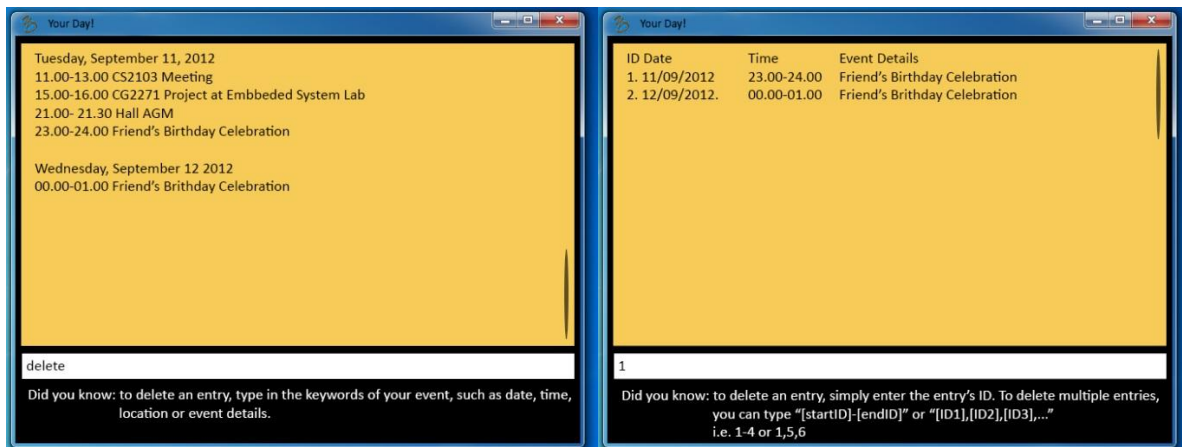 Your Day!
Tuesday, September 11, 2012
11.00-13.00 CS2103 Meeting
15.00-16.00 CG2271 Project at Embbeded System Lab
21.00- 21.30 Hall AGM
23.00-24.00 Friend's Birthday Celebration
Wednesday, September 12 2012
00.00-01.00 Friend's Brithday Celebration
delete
Did you know: to delete an entry, type in the keywords of your event, such as date, time,
location or event details.
Your Day!
ID Date Time Event Details
1. 11/09/2012 23.00-24.00 Friend's Birthday Celebration
2. 12/09/2012. 00.00-01.00 Friend's Brithday Celebration
1
Did you know: to delete an entry, simply enter the entry's ID. To delete multiple entries,
you can type “[startID]-[endID]” or “[ID1],[ID2],[ID3],...”
i.e. 1-4 or 1,5,6